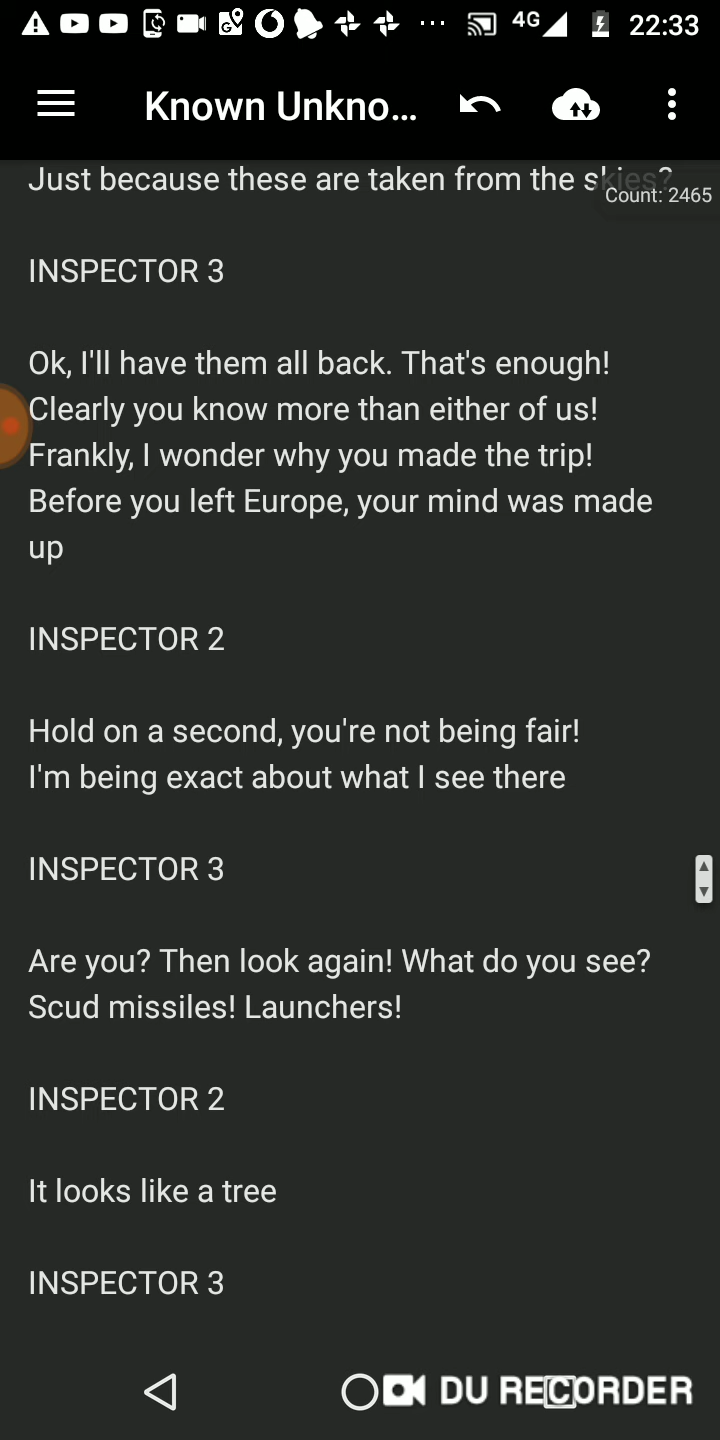 4G 22:33
Known Unkno...
Just because these are taken from the skies?
Count: 2465
INSPECTOR 3
Ok, I'll have them all back. That's enough!
Clearly you know more than either of us!
Frankly, I wonder why you made the trip!
Before you left Europe, your mind was made
up
INSPECTOR 2
Hold on a second, you're not being fair!
I'm being exact about what I see there
INSPECTOR 3
Are you? Then look again! What do you see?
Scud missiles! Launchers!
INSPECTOR 2
It looks like a tree
INSPECTOR 3
DU RECORDER